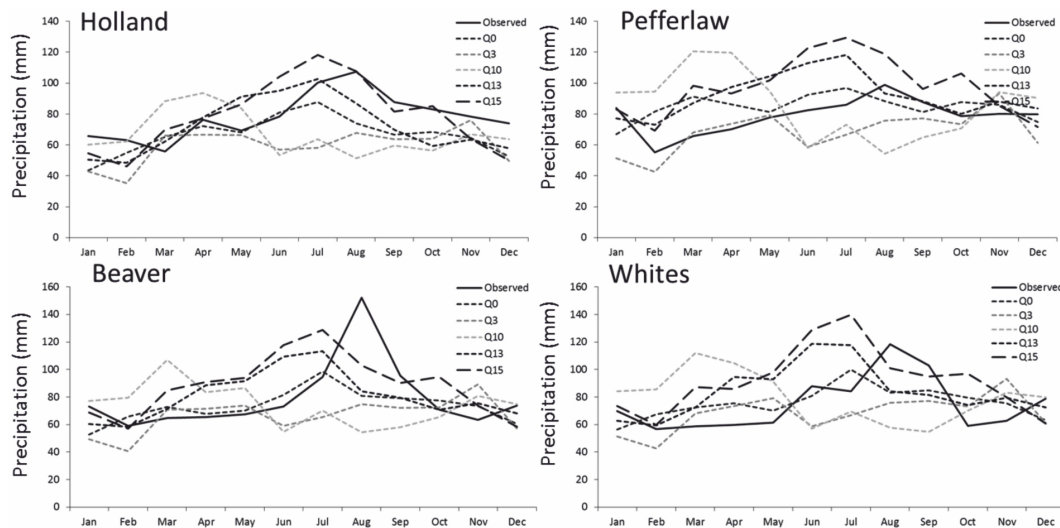 Holland
Precipitation (mm)
140
120
100
80
60
40
20
0
Jan Feb Mar Apr May Jun Jul Aug Sep Oct Nov Dec
Observed
Q0
Q3
Q10
Q13
Q15
Pefferlaw
Precipitation (mm)
140
120
100
80
60
40
20
0
Jan Feb Mar Apr May Jun Jul Aug Sep Oct Nov Dec
Observed
Q0
Q3
Q10
Q13
Q15
Beaver
Precipitation (mm)
160
140
120
100
80
60
40
20
0
Jan Feb Mar Apr May Jun Jul Aug Sep Oct Nov Dec
Observed
Q0
Q3
Q10
Q13
Q15
Whites
Precipitation (mm)
160
140
120
100
80
60
40
20
0
Jan Feb Mar Apr May Jun Jul Aug Sep Oct Nov Dec
Observed
Q0
Q3
Q10
Q13
Q15